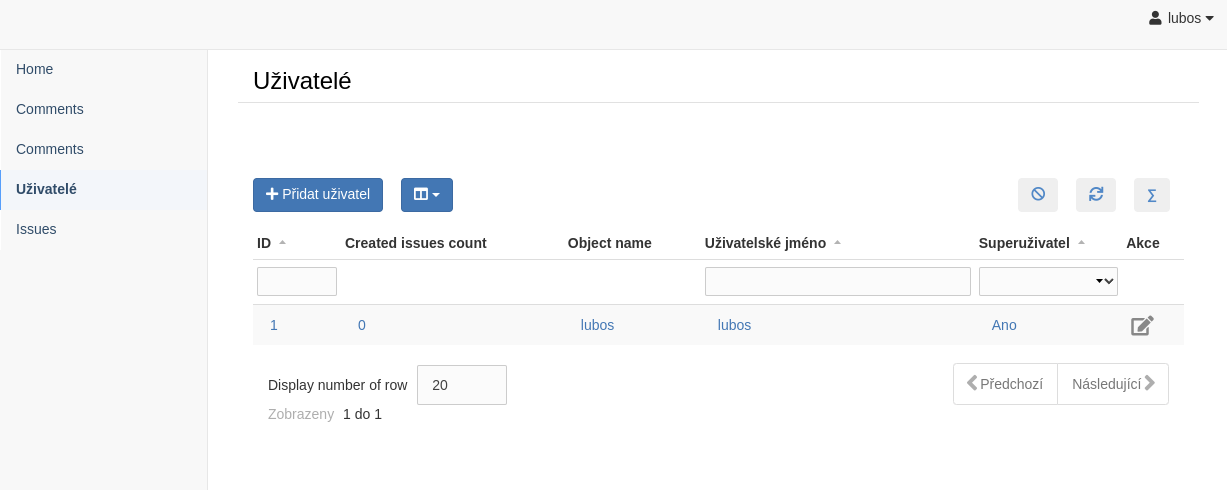 lubos
Home
Comments
Comments
Uživatelé
Issues
Uživatelé
Přidat uživatel
Σ
ID Created issues count Object name Uživatelské jméno Superuživatel Akce
1 0 lubos lubos Ano
Display number of row 20
Zobrazeny 1 do 1
Předchozí Následující